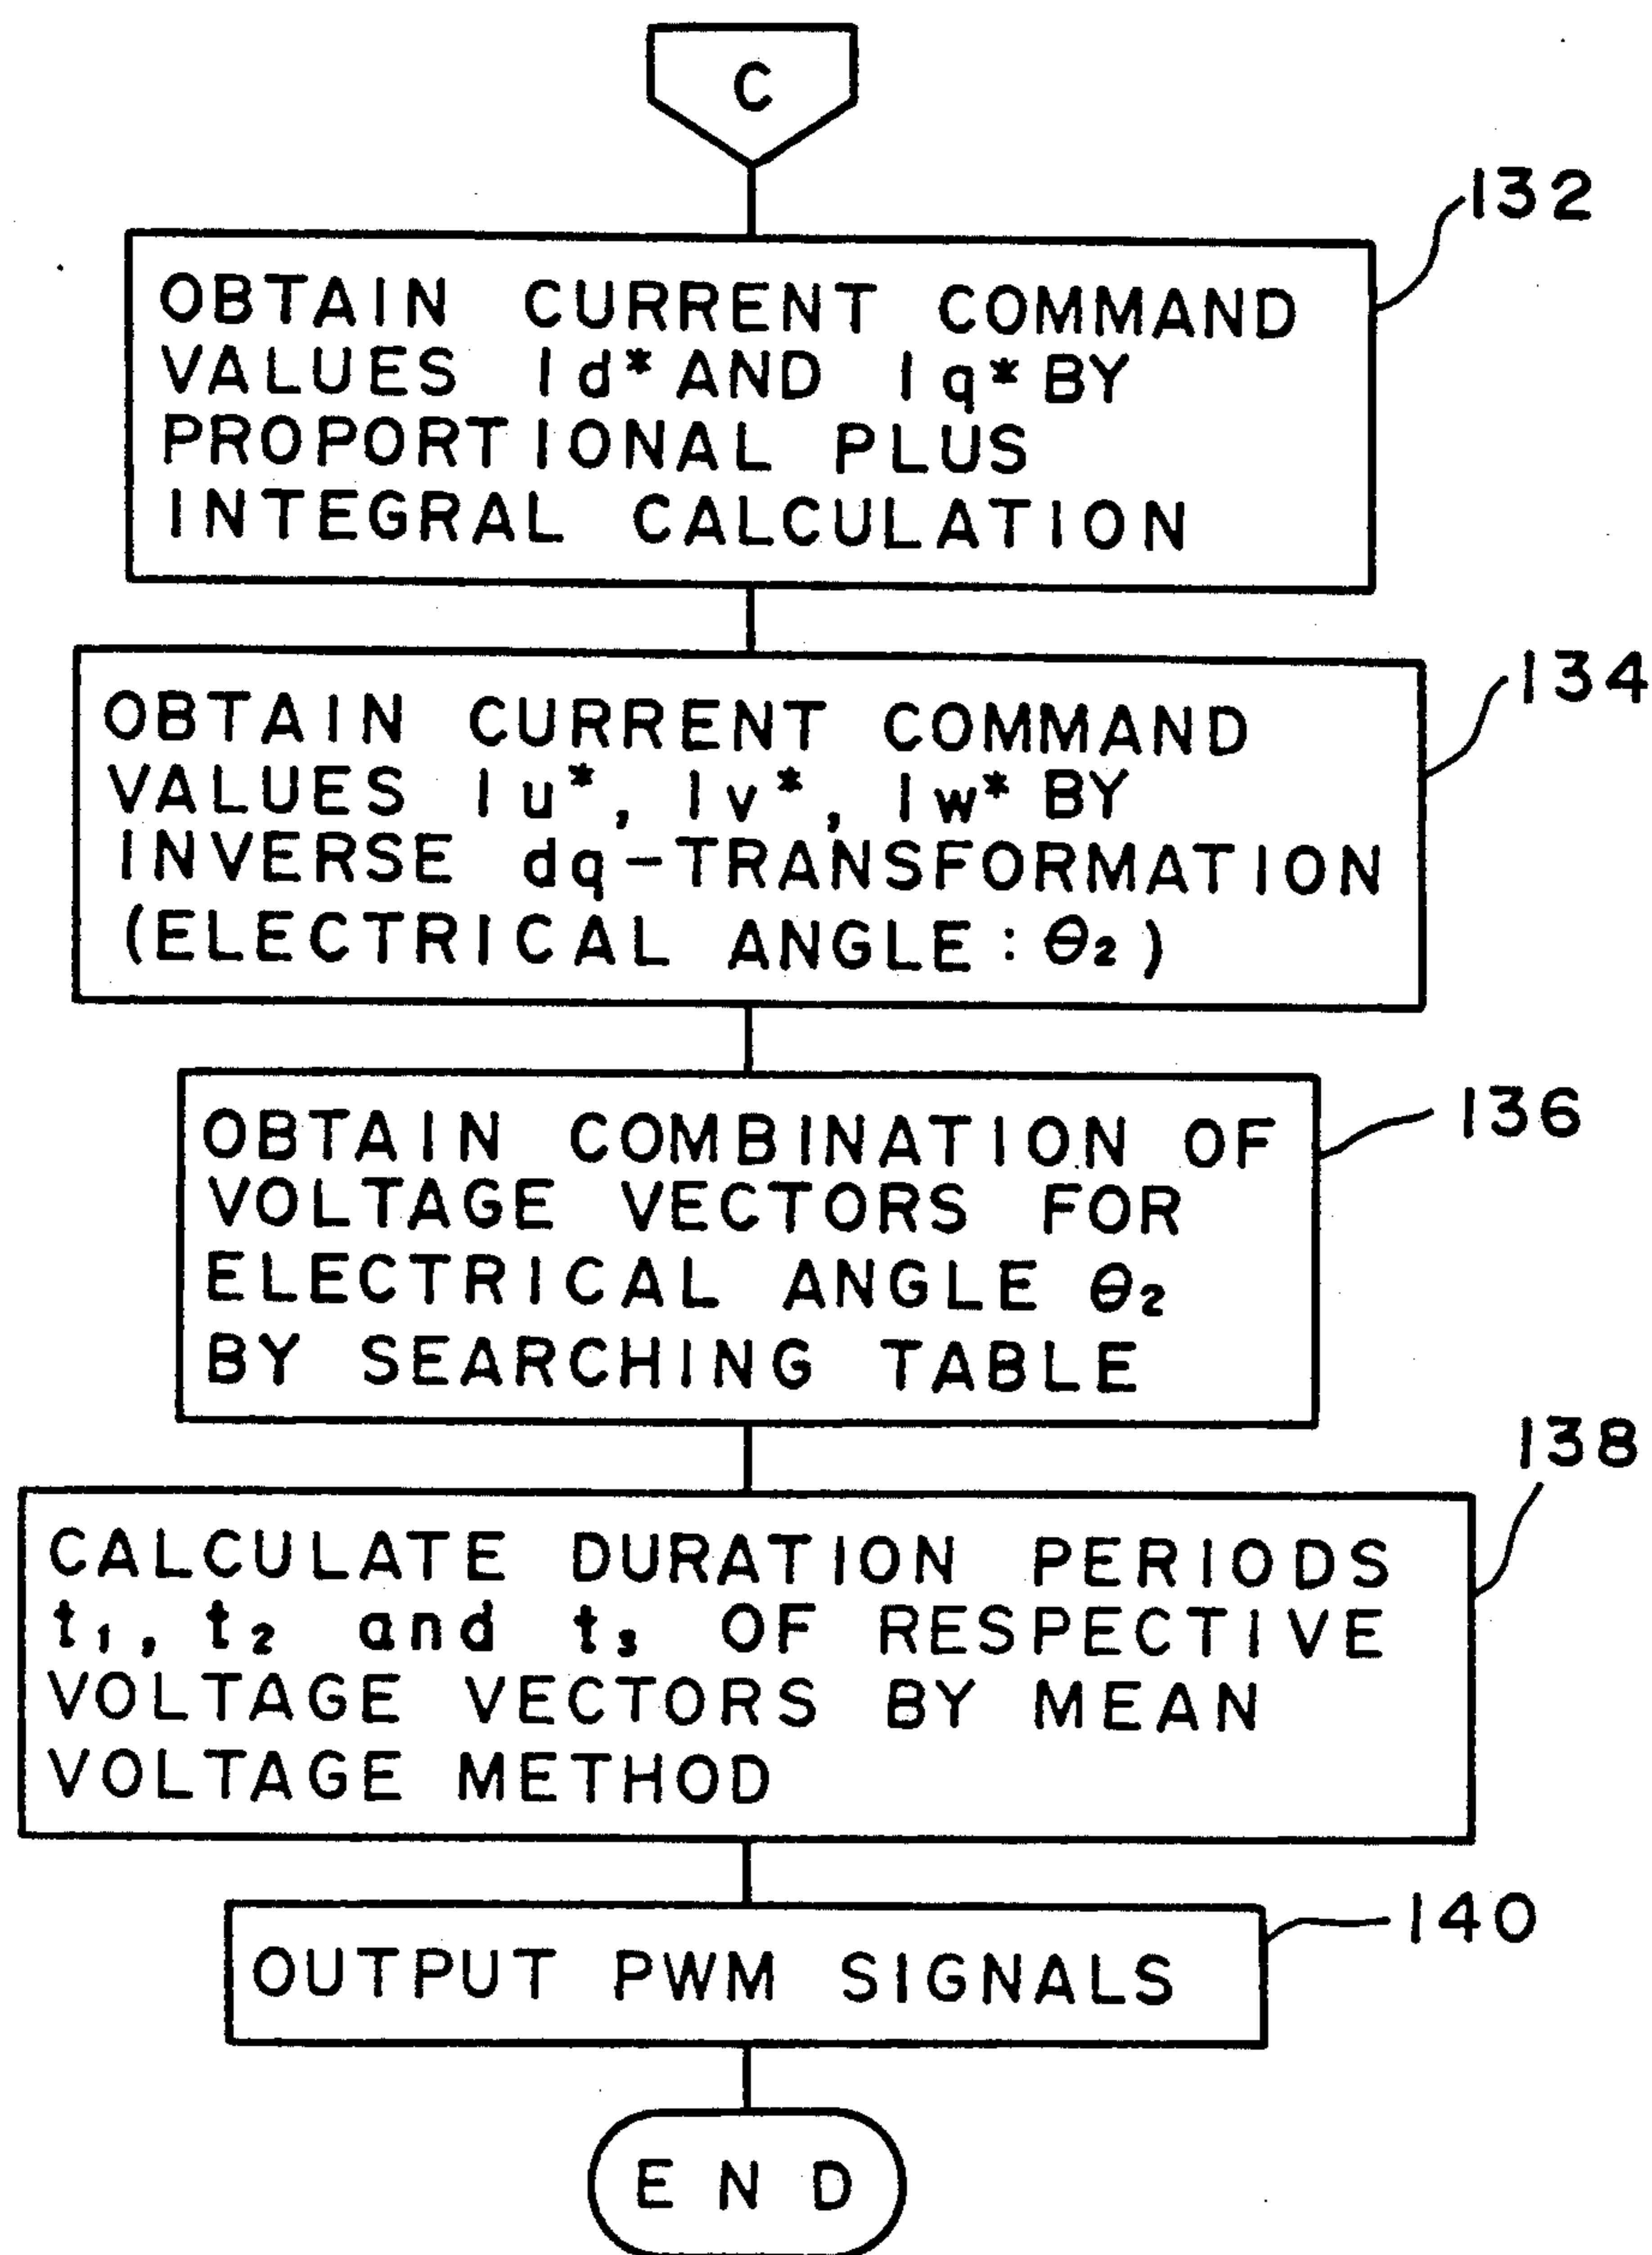 C
132
OBTAIN CURRENT COMMAND
VALUES Id* AND Iq* BY
PROPORTIONAL PLUS
INTEGRAL CALCULATION
134
OBTAIN CURRENT COMMAND
VALUES Iu*, Iv*, Iw* BY
INVERSE dq-TRANSFORMATION
(ELECTRICAL ANGLE: θ₂)
136
OBTAIN COMBINATION OF
VOLTAGE VECTORS FOR
ELECTRICAL ANGLE θ₂
BY SEARCHING TABLE
138
CALCULATE DURATION PERIODS
t₁, t₂ and t₃ OF RESPECTIVE
VOLTAGE VECTORS BY MEAN
VOLTAGE METHOD
140
OUTPUT PWM SIGNALS
END